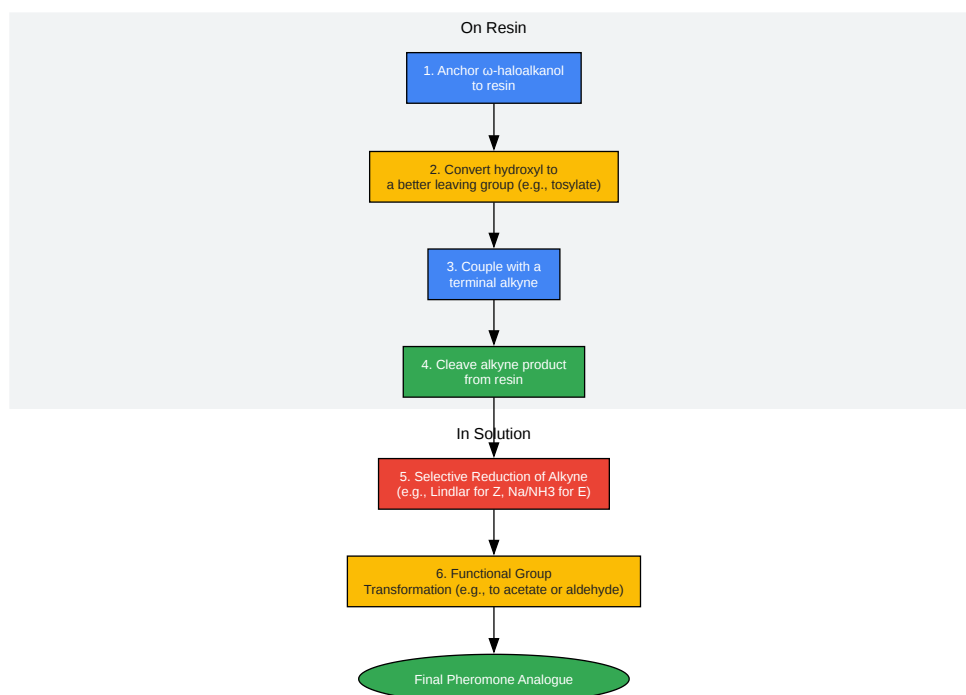 On Resin
1. Anchor ω-haloalkanol
to resin
2. Convert hydroxyl to
a better leaving group (e.g., tosylate)
3. Couple with a
terminal alkyne
4. Cleave alkyne product
from resin
In Solution
5. Selective Reduction of Alkyne
(e.g., Lindlar for Z, Na/NH3 for E)
6. Functional Group
Transformation (e.g., to acetate or aldehyde)
Final Pheromone Analogue